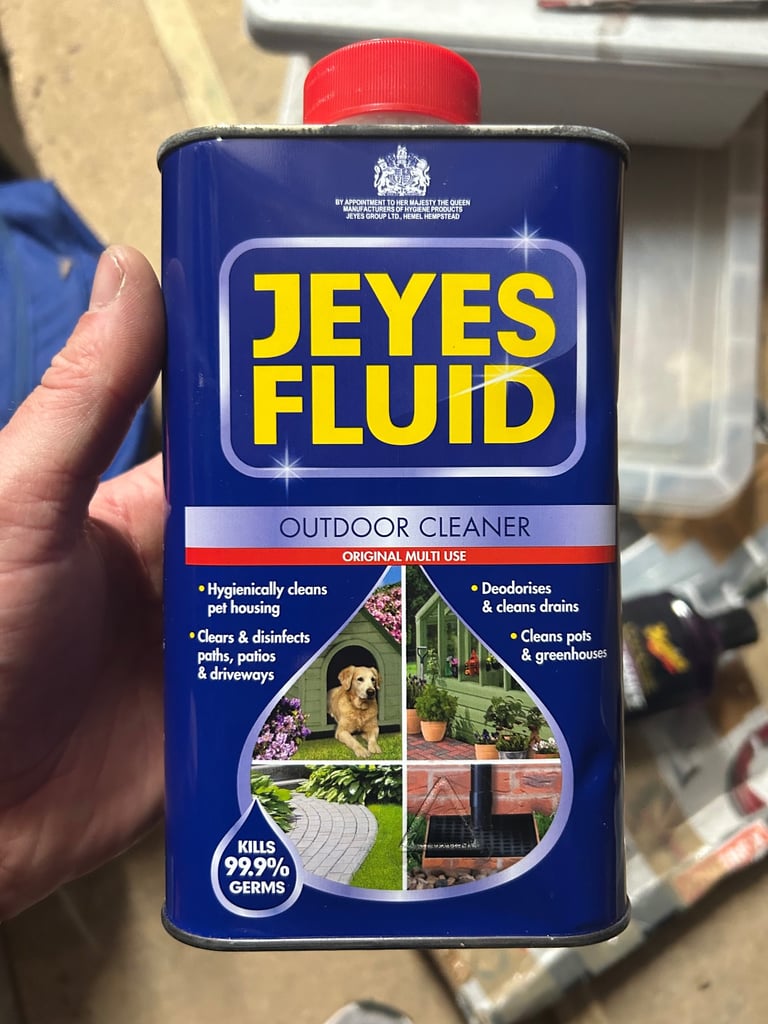 BY APPOINTMENT TO HER MAJESTY THE QUEEN
MANUFACTURERS OF HYGIENE PRODUCTS
JEYES GROUP LTD., HEMEL HEMPSTEAD
JEYES
FLUID
OUTDOOR CLEANER
ORIGINAL MULTI USE
• Hygienically cleans
pet housing
• Clears & disinfects
paths, patios
& driveways
• Deodorises
& cleans drains
• Cleans pots
& greenhouses
KILLS
99.9%
GERMS